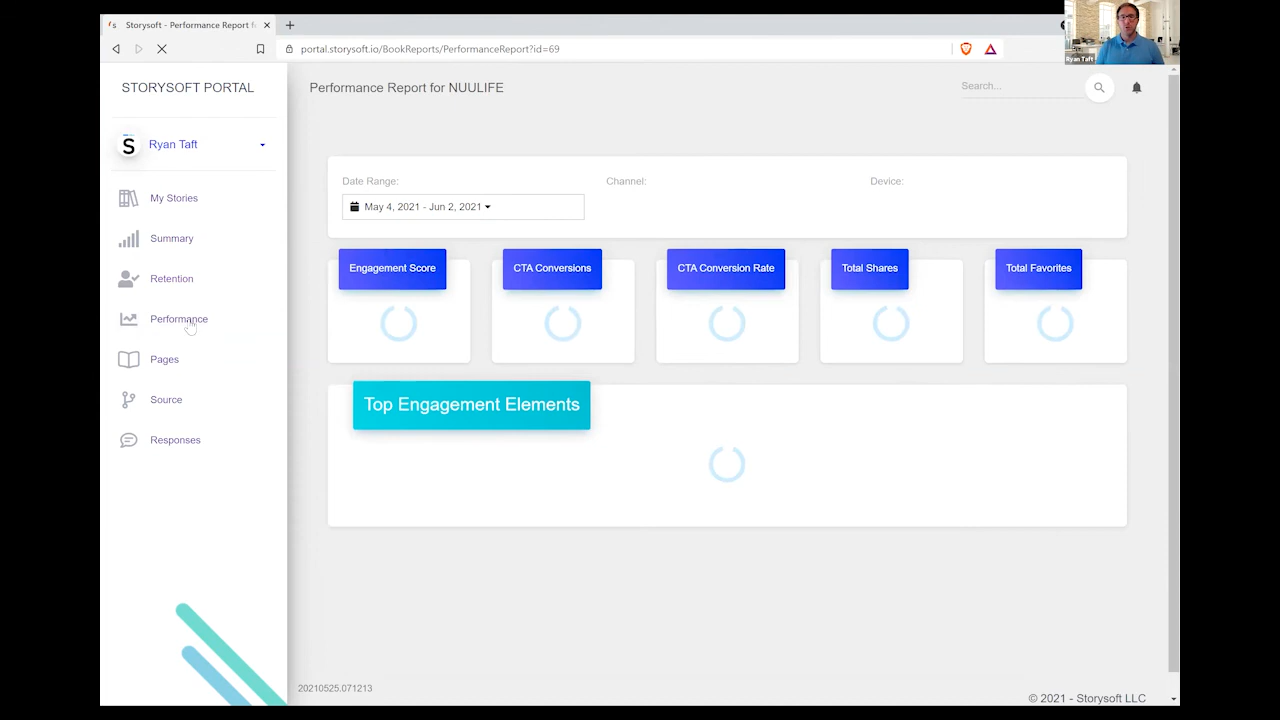 Storysoft - Performance Report f
portal.storysoft.io/BookReports/PerformanceReport?id=69
Ryan Taft
STORYSOFT PORTAL
Performance Report for NUULIFE
Search...
S
Ryan Taft
My Stories
Summary
Retention
Performance
Pages
Source
Responses
Date Range:
Channel:
Device:
May 4, 2021 - Jun 2, 2021
Engagement Score
CTA Conversions
CTA Conversion Rate
Total Shares
Total Favorites
Top Engagement Elements
20210525.071213
© 2021 - Storysoft LLC